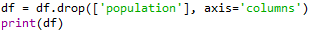 df = df.drop(['population'], axis='columns')
print(df)